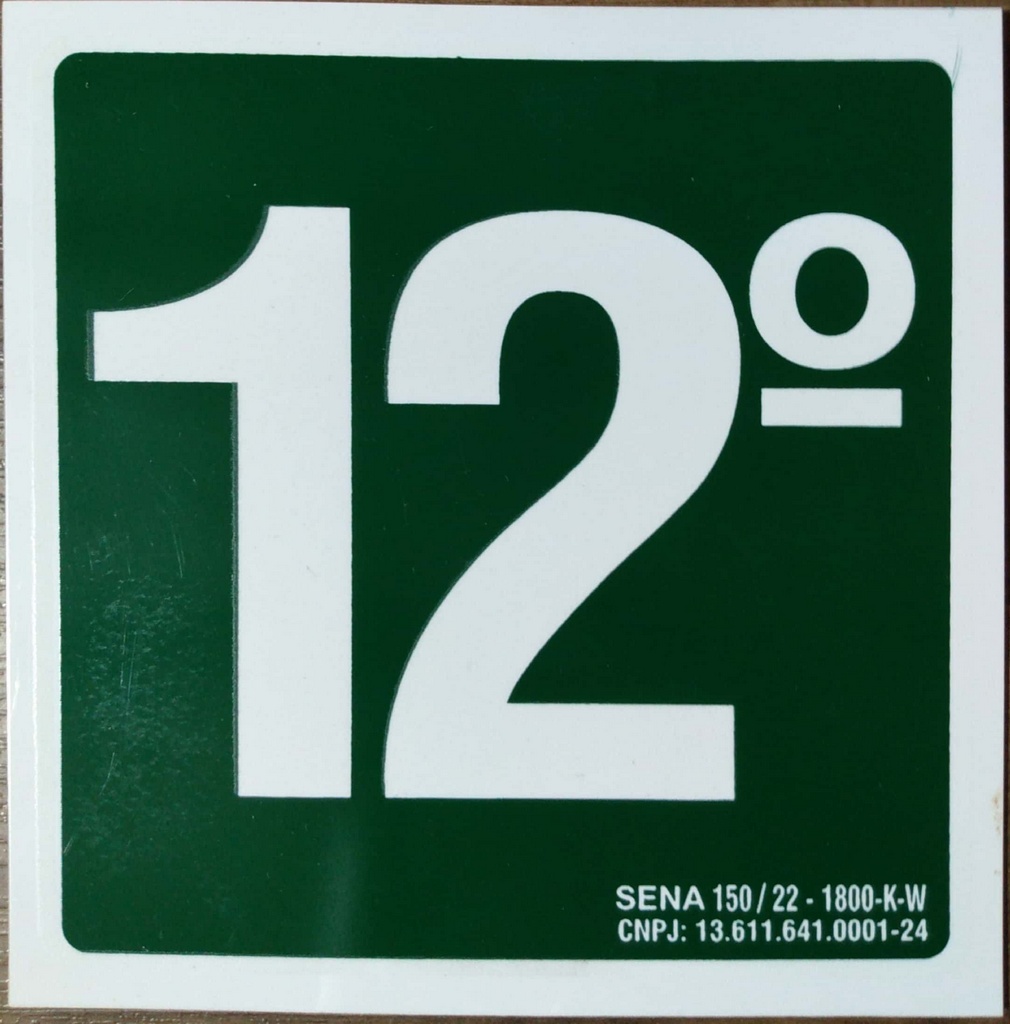 12º
SENA 150 / 22 - 1800-K-W
CNPJ: 13.611.641.0001-24